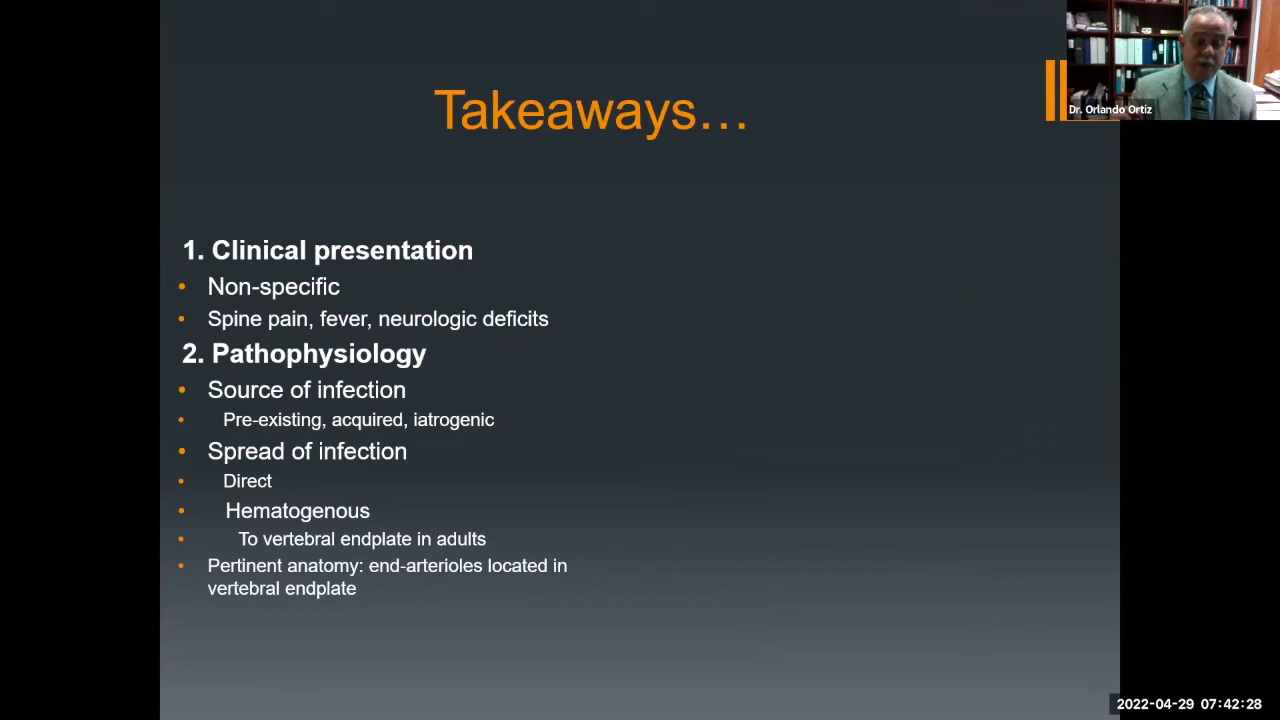 Takeaways…
Dr. Orlando Ortiz
1. Clinical presentation
• Non-specific
• Spine pain, fever, neurologic deficits
2. Pathophysiology
• Source of infection
• Pre-existing, acquired, iatrogenic
• Spread of infection
• Direct
• Hematogenous
• To vertebral endplate in adults
• Pertinent anatomy: end-arterioles located in
vertebral endplate
2022-04-29 07:42:28